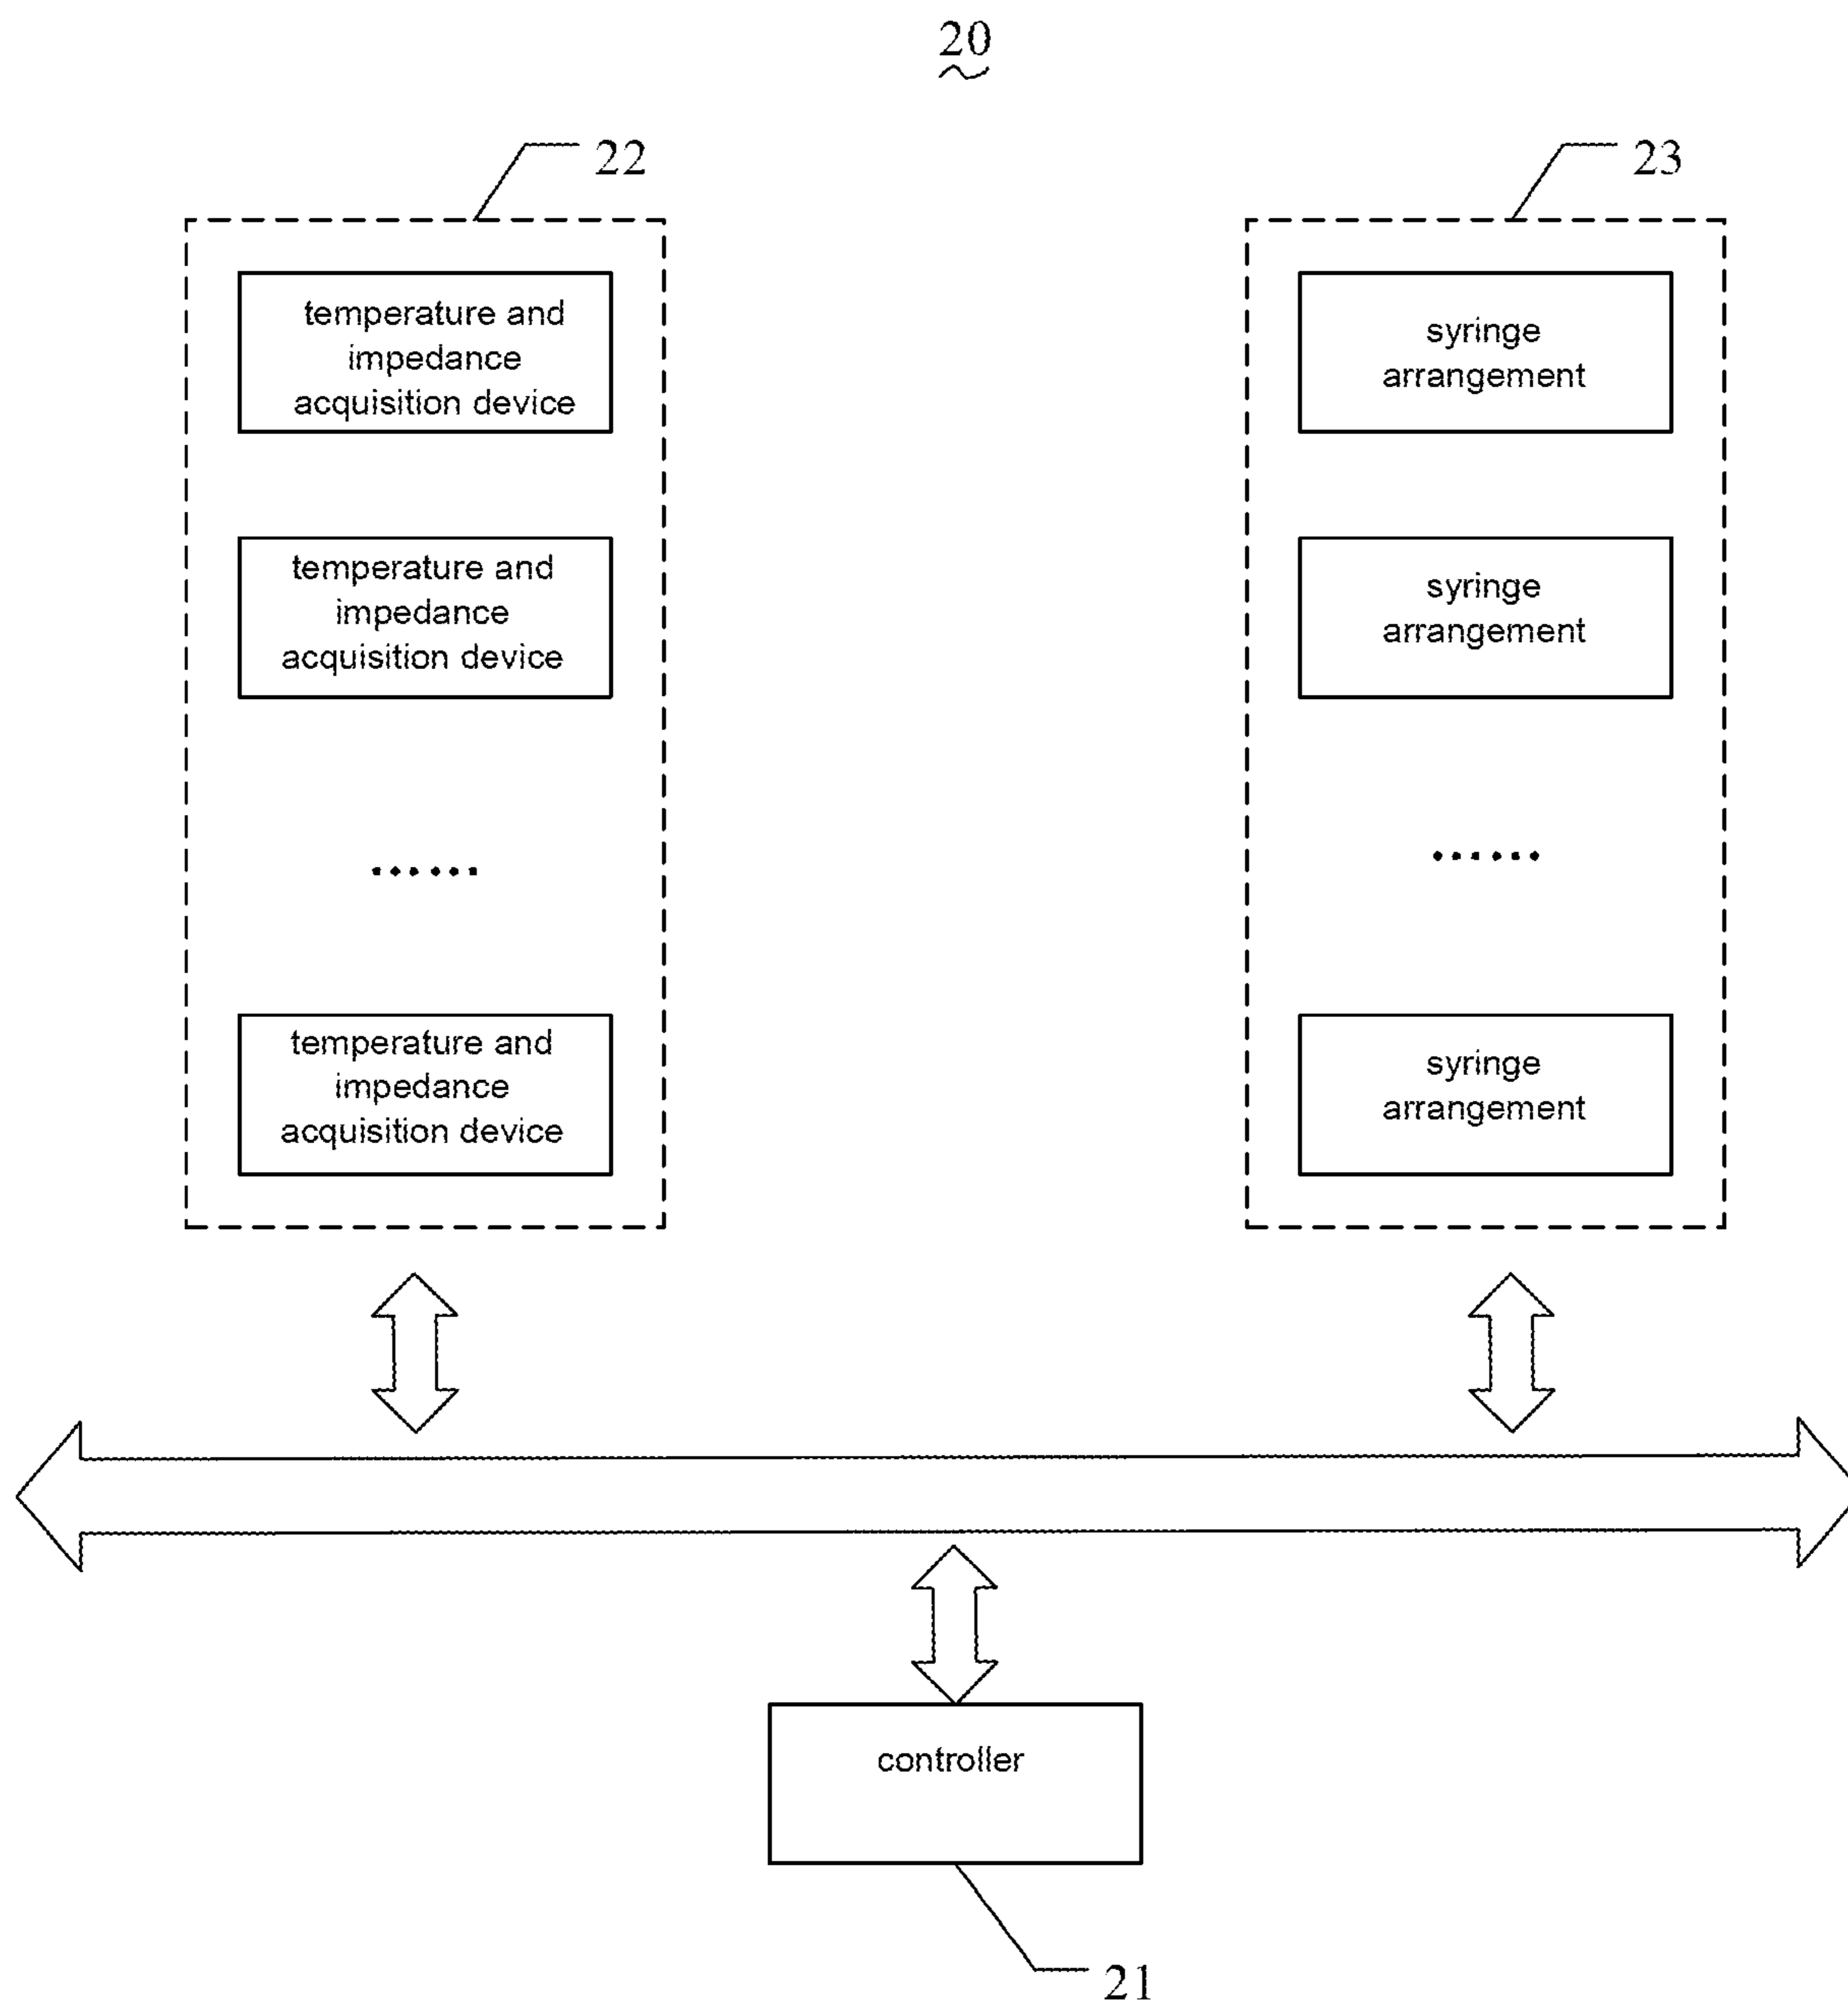 20
22
23
temperature and
impedance
acquisition device
syringe
arrangement
temperature and
impedance
acquisition device
syringe
arrangement
......
......
temperature and
impedance
acquisition device
syringe
arrangement
controller
21